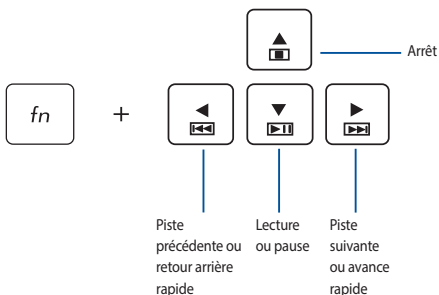 Arrêt
fn
+
Piste
précédente ou
retour arrière
rapide
Lecture
ou pause
Piste
suivante
ou avance
rapide